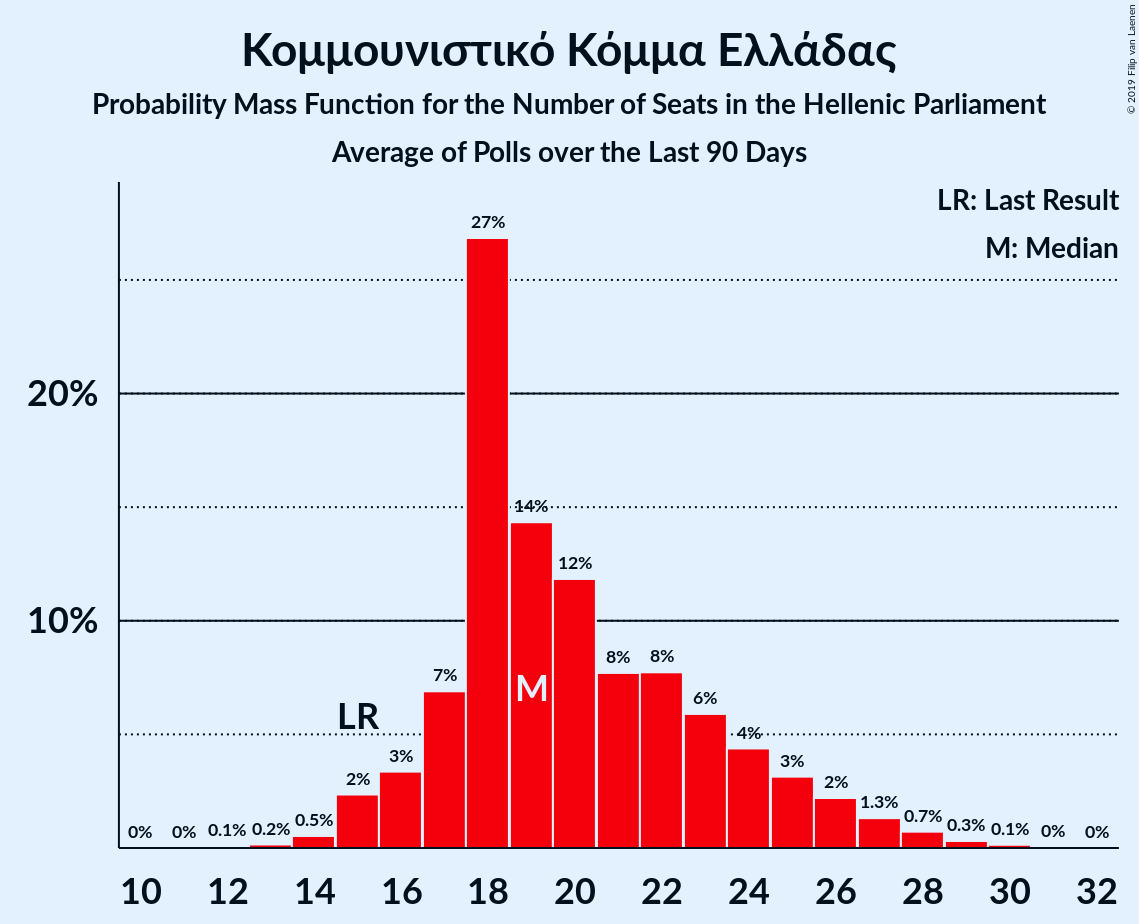 Κομμουνιστικό Κόμμα Ελλάδας
Probability Mass Function for the Number of Seats in the Hellenic Parliament
Average of Polls over the Last 90 Days
© 2019 Filip van Laenen
LR: Last Result
M: Median
27%
20%
14%
12%
10%
8%
8%
7%
M
6%
LR
4%
3%
3%
2%
2%
1.3%
0.7%
0.5%
0.3%
0%
0%
0.1%
0.2%
0.1%
0%
0%
10 12 14 16 18 20 22 24 26 28 30 32